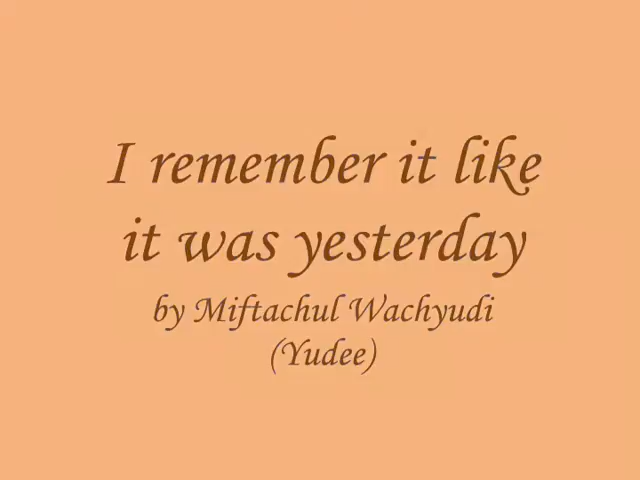 I remember it like
it was yesterday
by Miftachul Wachyudi
(Yudee)